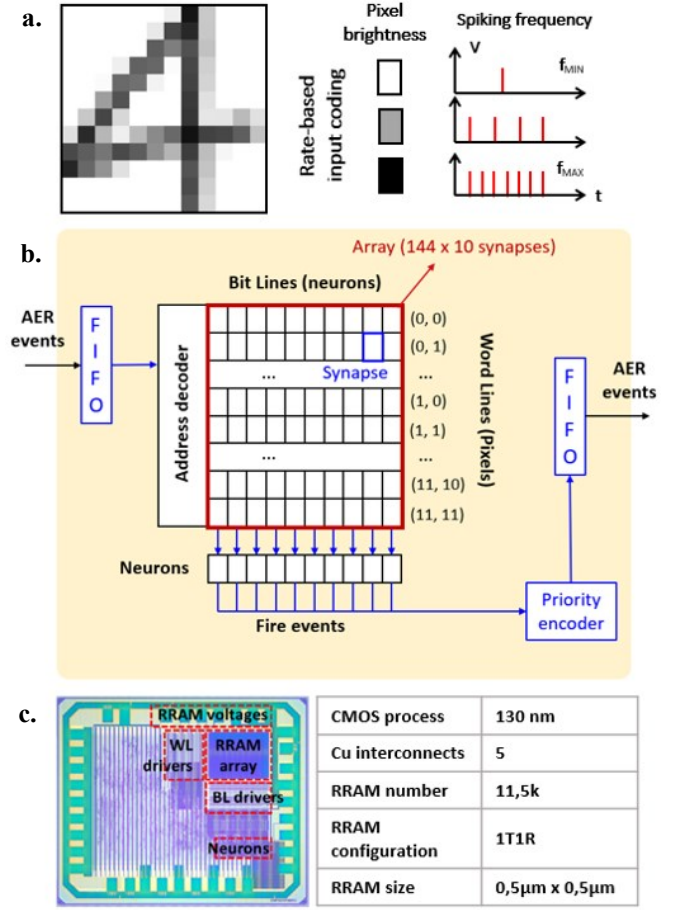 a.
Pixel
brightness
Spiking frequency
Rate-based
input coding
V
fMIN
fMAX
t
b.
Array (144 x 10 synapses)
Bit Lines (neurons)
AER
events
FIFO
Address decoder
(0, 0)
(0, 1)
... Synapse ...
(1, 0)
(1, 1)
... ...
(11, 10)
(11, 11)
Word Lines (Pixels)
FIFO
AER
events
Neurons
Fire events
Priority
encoder
c.
RRAM voltages
WL
drivers
RRAM
array
BL drivers
Neurons
CMOS process 130 nm
Cu interconnects 5
RRAM number 11,5k
RRAM
configuration
1T1R
RRAM size 0,5µm x 0,5µm